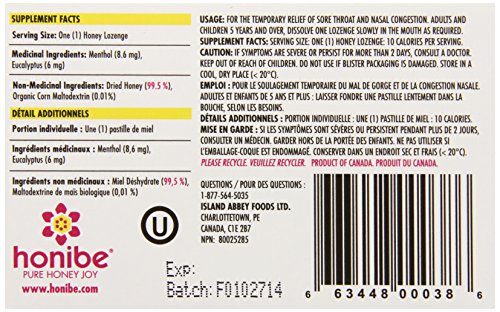 SUPPLEMENT FACTS
Serving Size: One (1) Honey Lozenge
Medicinal Ingredients: Menthol (8.6 mg),
Eucalyptus (6 mg)
Non-Medicinal Ingredients: Dried Honey (99.5 %),
Organic Corn Maltodextrin (0.01%)
DÉTAIL ADDITIONNELS
Portion individuelle : Une (1) pastille de miel
Ingrédients médicinaux : Menthol (8,6 mg),
Eucalyptus (6 mg)
Ingrédients non médicinaux : Miel Déshydraté (99,5 %),
Maltodextrine de maïs biologique (0,01 %)
honibe®
PURE HONEY JOY
www.honibe.com
U
USAGE: FOR THE TEMPORARY RELIEF OF SORE THROAT AND NASAL CONGESTION. ADULTS AND
CHILDREN 5 YEARS AND OVER, DISSOLVE ONE LOZENGE SLOWLY IN THE MOUTH AS REQUIRED.
SUPPLEMENT FACTS: SERVING SIZE: ONE (1) HONEY LOZENGE: 10 CALORIES PER SERVING.
CAUTION: IF SYMPTOMS ARE SEVERE OR PERSIST FOR MORE THAN 2 DAYS, CONSULT A DOCTOR.
KEEP OUT OF REACH OF CHILDREN. DO NOT USE IF BLISTER PACKAGING IS DAMAGED. STORE IN A
COOL, DRY PLACE (< 20°C).
EMPLOI : POUR LE SOULAGEMENT TEMPORAIRE DU MAL DE GORGE ET DE LA CONGESTION NASALE.
ADULTES ET ENFANTS DE 5 ANS ET PLUS : LAISSER FONDRE UNE PASTILLE LENTEMENT DANS LA
BOUCHE, SELON LES BESOINS.
DÉTAILS ADDITIONNELS : PORTION INDIVIDUELLE : UNE (1) PASTILLE DE MIEL : 10 CALORIES.
MISE EN GARDE : SI LES SYMPTÔMES SONT SÉVÈRES OU PERSISTENT PENDANT PLUS DE 2 JOURS,
CONSULTER UN MÉDECIN. GARDER HORS DE LA PORTÉE DES ENFANTS. NE PAS UTILISER SI
L'EMBALLAGE-COQUE EST ENDOMMAGÉ. CONSERVER DANS UN ENDROIT SEC ET FRAIS (< 20°C).
PLEASE RECYCLE. VEUILLEZ RECYCLER. PRODUCT OF CANADA. PRODUIT DU CANADA.
QUESTIONS / POUR DES QUESTIONS :
1-877-564-5035
ISLAND ABBEY FOODS LTD.
CHARLOTTETOWN, PE
CANADA, C1E 2B7
NPN: 80025285
Exp:
Batch: F0102714
6 63448 00038 6